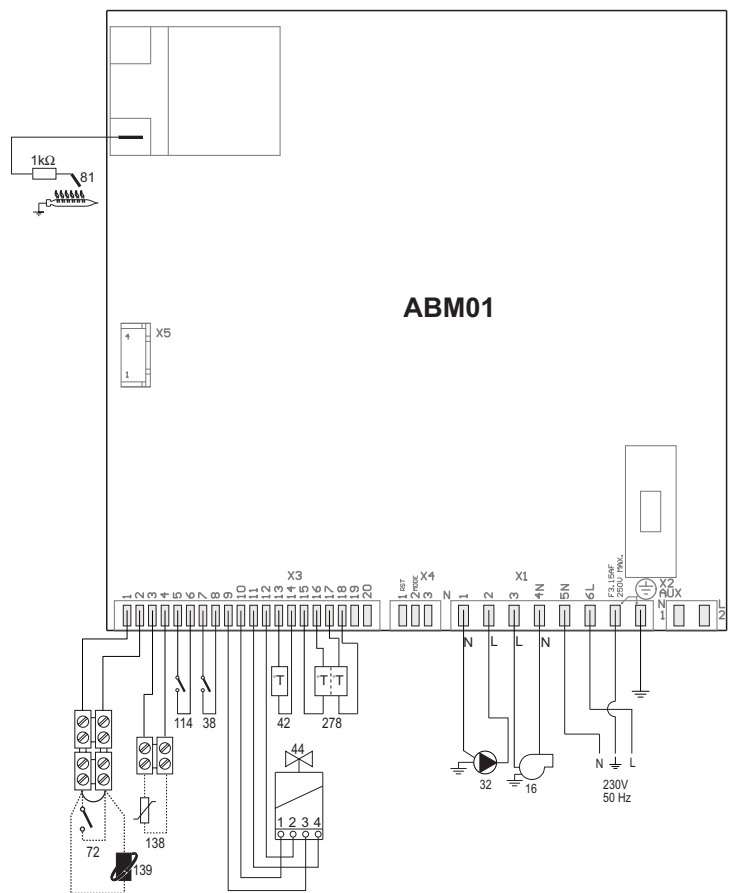 1kΩ
81
ABM01
X5
4
1
F3.15AF
250V MAX.
X3
X4
X1
X2
AUX
1 2 3 4 5 6 7 8 9 10 11 12 13 14 15 16 17 18 19 20
1 RST
2 MODE
3
N
1 2 3 4N 5N 6L
N L
1 2
N L L N
°T °T °T
114 38 42 278
44
1 2 3 4
32 16
N L
230V
50 Hz
72 138
139